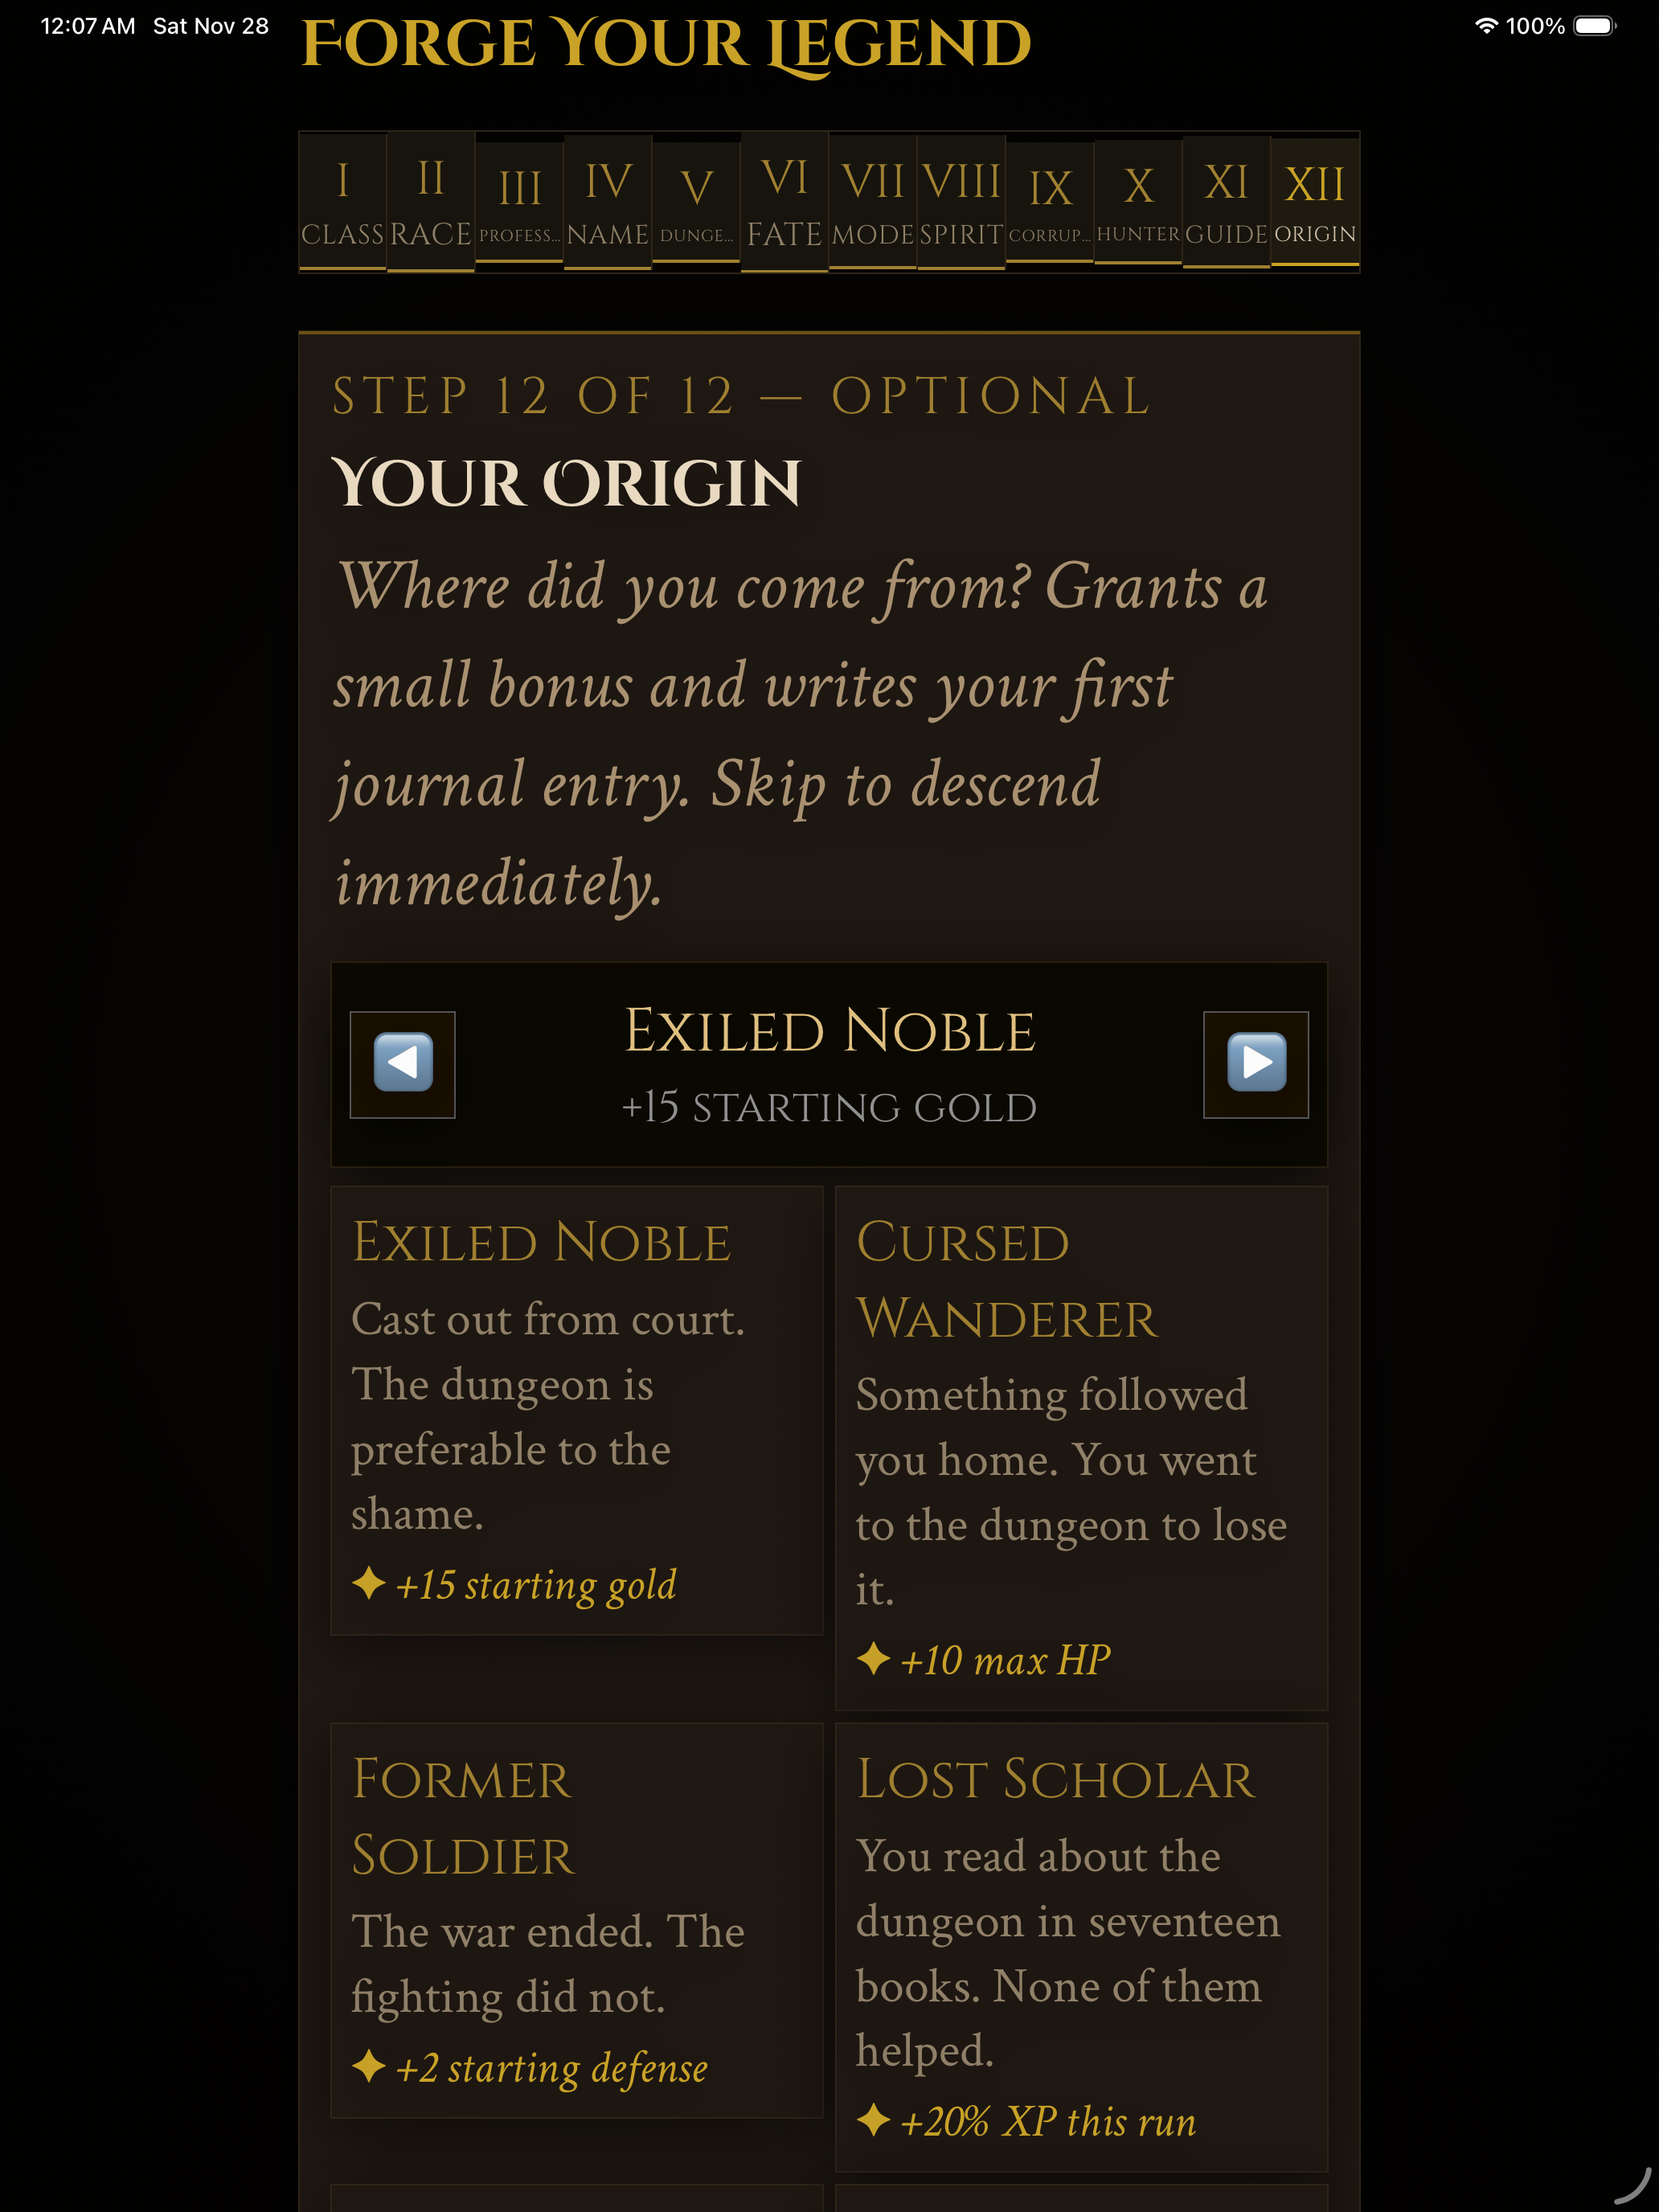 12:07 AM Sat Nov 28
100%
Forge Your Legend
I
CLASS
II
RACE
III
PROFESS...
IV
NAME
V
DUNGE...
VI
FATE
VII
MODE
VIII
SPIRIT
IX
CORRUP...
X
HUNTER
XI
GUIDE
XII
ORIGIN
STEP 12 OF 12 — OPTIONAL
Your Origin
Where did you come from? Grants a
small bonus and writes your first
journal entry. Skip to descend
immediately.
Exiled Noble
+15 starting gold
Exiled Noble
Cast out from court.
The dungeon is
preferable to the
shame.
✦ +15 starting gold
Cursed
Wanderer
Something followed
you home. You went
to the dungeon to lose
it.
✦ +10 max HP
Former
Soldier
The war ended. The
fighting did not.
✦ +2 starting defense
Lost Scholar
You read about the
dungeon in seventeen
books. None of them
helped.
✦ +20% XP this run